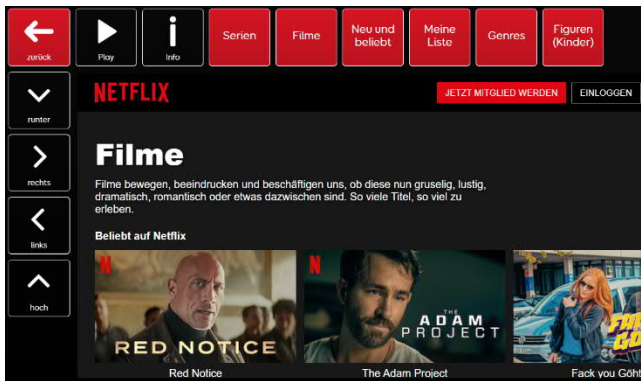 zurück
Play
Info
Serien
Filme
Neu und
beliebt
Meine
Liste
Genres
Figuren
(Kinder)
runter
rechts
links
hoch
NETFLIX
JETZT MITGLIED WERDEN
EINLOGGEN
Filme
Filme bewegen, beeindrucken und beschäftigen uns, ob diese nun gruselig, lustig,
dramatisch, romantisch oder etwas dazwischen sind. So viele Titel, so viel zu
erleben.
Beliebt auf Netflix
N
RED NOTICE
N
THE
ADAM
PROJECT
Red Notice
The Adam Project
Fack you Göht